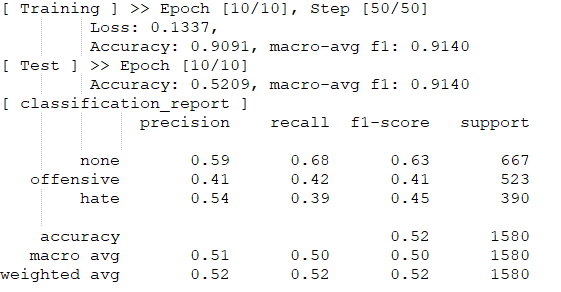 [ Training ] >> Epoch [10/10], Step [50/50]
Loss: 0.1337,
Accuracy: 0.9091, macro-avg f1: 0.9140
[ Test ] >> Epoch [10/10]
Accuracy: 0.5209, macro-avg f1: 0.9140
[ classification_report ]
precision recall f1-score support
none 0.59 0.68 0.63 667
offensive 0.41 0.42 0.41 523
hate 0.54 0.39 0.45 390
accuracy 0.52 1580
macro avg 0.51 0.50 0.50 1580
weighted avg 0.52 0.52 0.52 1580